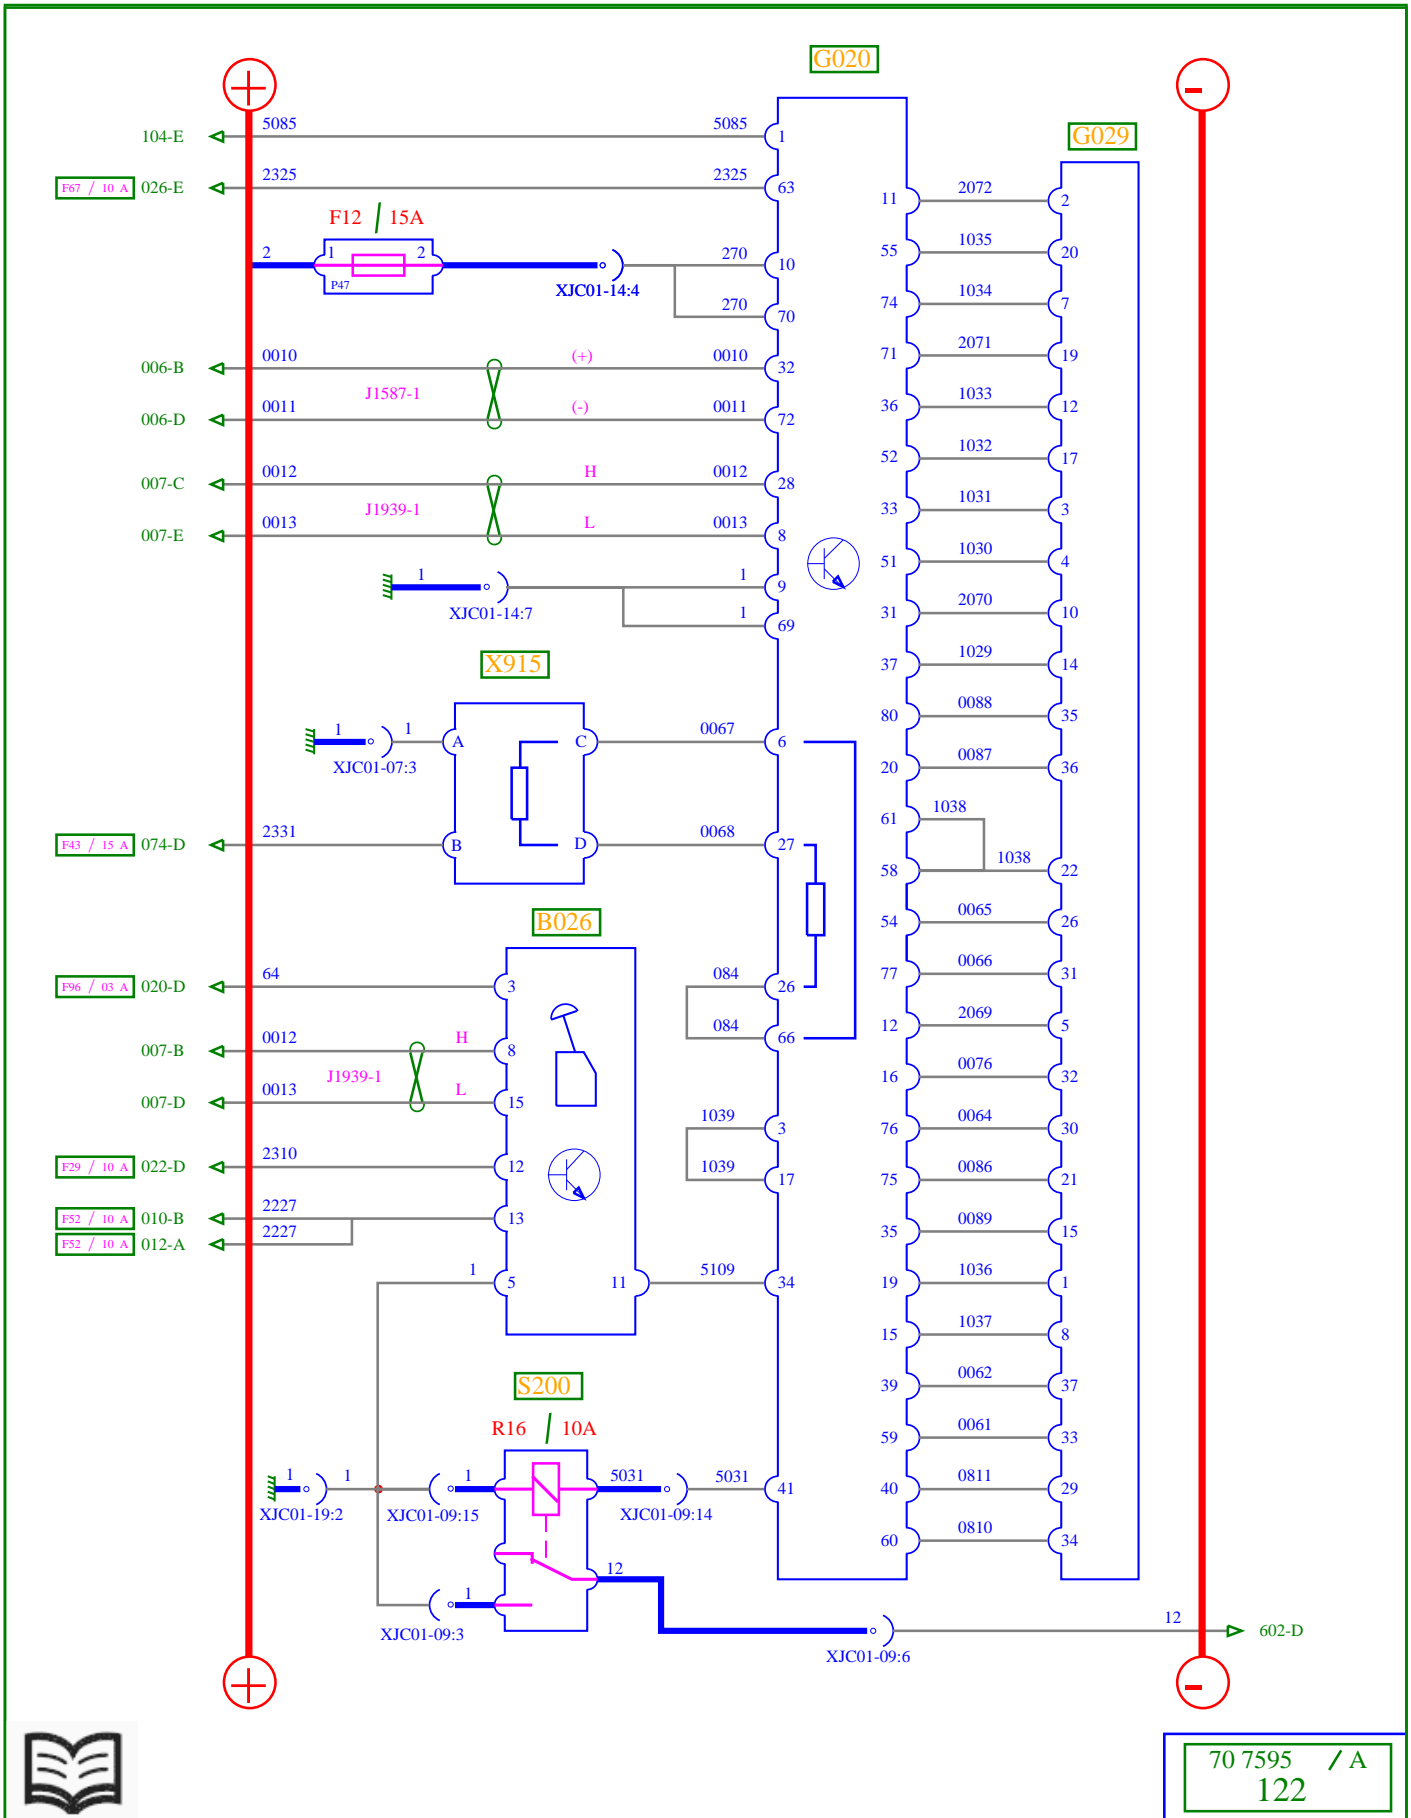 G020
G029
104-E 5085 5085 1
F67 / 10 A 026-E 2325 2325 63
11 2072 2
F12 / 15A
2 1 2 270 10
P47
XJC01-14:4
55 1035 20
270 70
74 1034 7
006-B 0010 (+) 0010 32
71 2071 19
J1587-1
006-D 0011 (-) 0011 72
36 1033 12
007-C 0012 H 0012 28
52 1032 17
J1939-1
007-E 0013 L 0013 8
33 1031 3
51 1030 4
1 1 9
XJC01-14:7
1 69
31 2070 10
X915
37 1029 14
80 0088 35
1 1 A C 0067 6
XJC01-07:3
20 0087 36
61 1038
F43 / 15 A 074-D 2331 B D 0068 27
58 1038 22
B026
54 0065 26
F96 / 03 A 020-D 64 3 084 26
77 0066 31
084 66
12 2069 5
007-B 0012 H 8
J1939-1
16 0076 32
007-D 0013 L 15
1039 3
76 0064 30
F29 / 10 A 022-D 2310 12
1039 17
75 0086 21
F52 / 10 A 010-B 2227 13
35 0089 15
F52 / 10 A 012-A 2227
1 5 11 5109 34
19 1036 1
15 1037 8
S200
39 0062 37
R16 / 10A
59 0061 33
1 1 1 5031 5031 41
40 0811 29
XJC01-19:2 XJC01-09:15 XJC01-09:14
60 0810 34
12
1
XJC01-09:3
12 602-D
XJC01-09:6
70 7595 / A
122